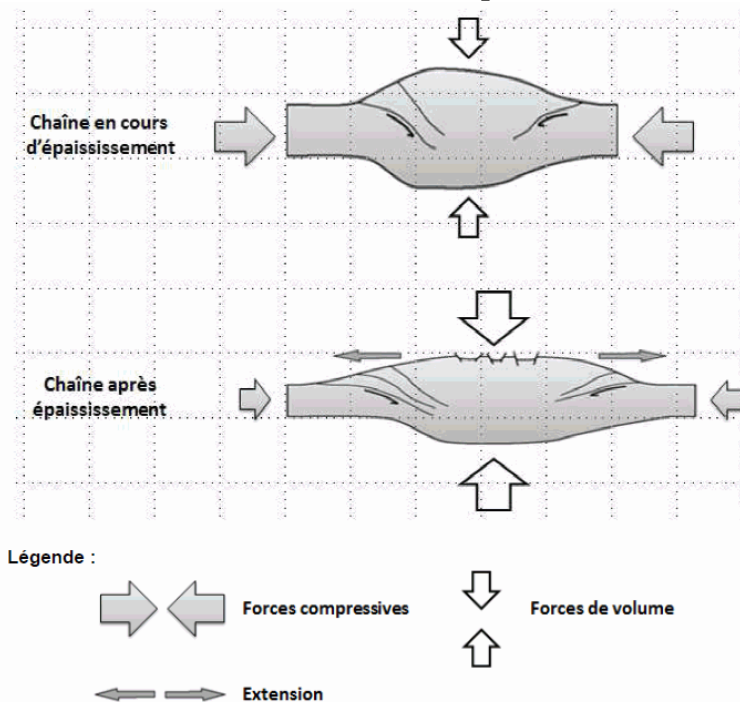 Chaîne en cours
d'épaississement
Chaîne après
épaississement
Légende :
Forces compressives
Forces de volume
Extension